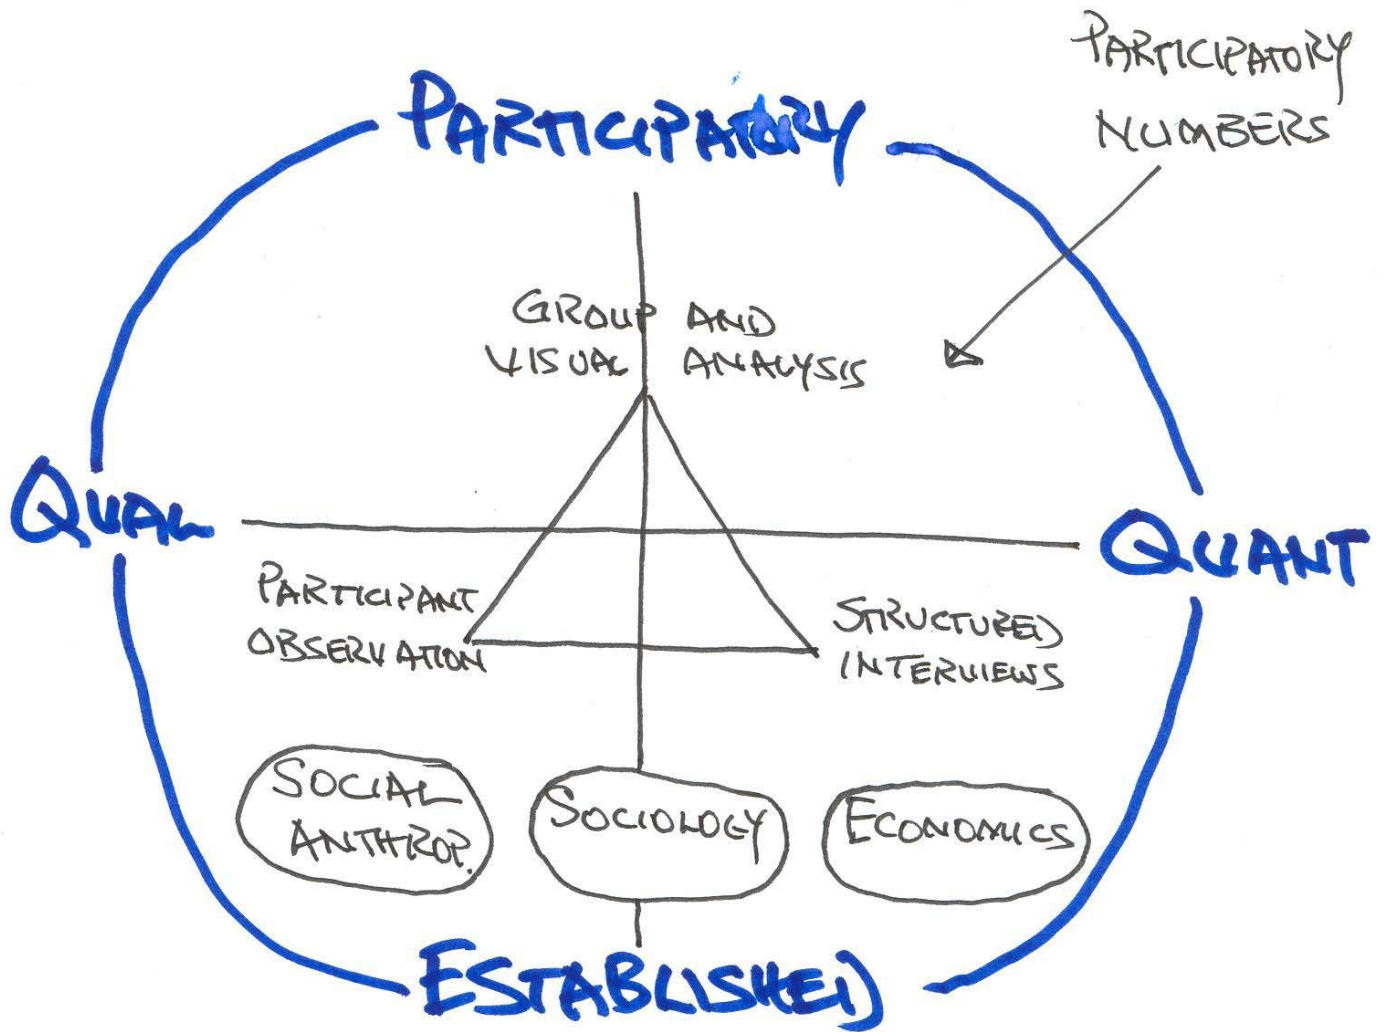 PARTICIPATORY
NUMBERS
PARTICIPATORY
GROUP AND
VISUAL ANALYSIS
QUAL
QUANT
PARTICIPANT
OBSERVATION
STRUCTURED
INTERVIEWS
SOCIAL
ANTHROP.
SOCIOLOGY
ECONOMICS
ESTABLISHED